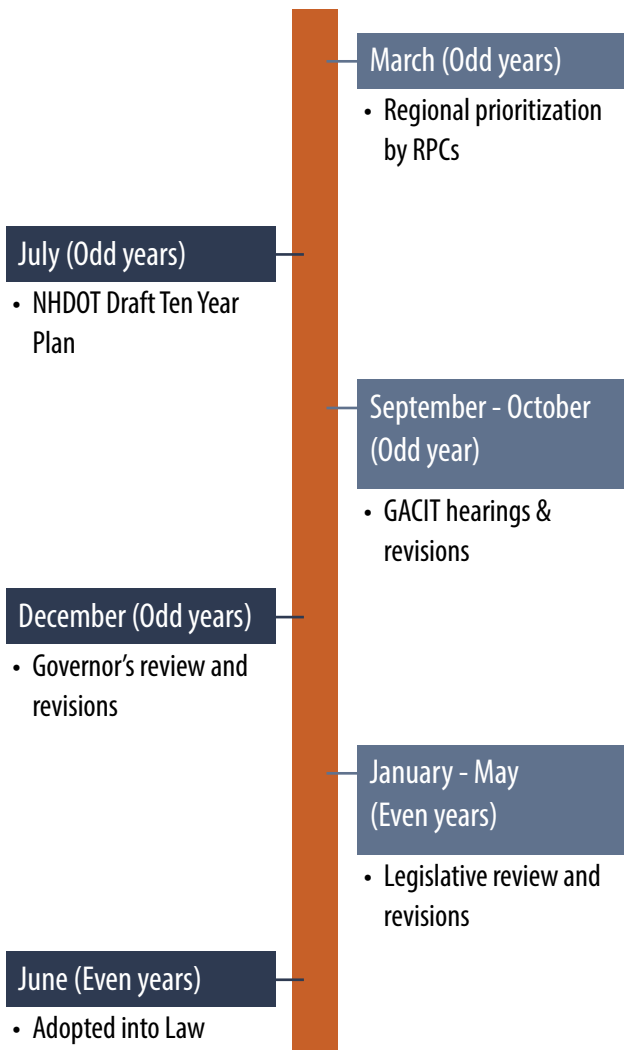 March (Odd years)
• Regional prioritization
by RPCs
July (Odd years)
• NHDOT Draft Ten Year
Plan
September - October
(Odd year)
• GACIT hearings &
revisions
December (Odd years)
• Governor’s review and
revisions
January - May
(Even years)
• Legislative review and
revisions
June (Even years)
• Adopted into Law